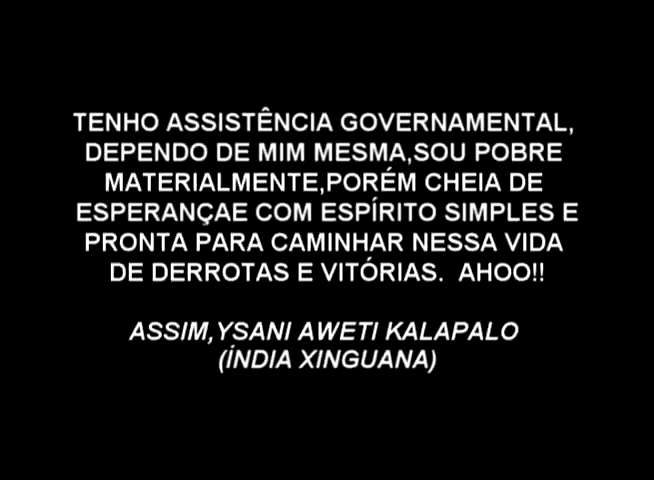 TENHO ASSISTÊNCIA GOVERNAMENTAL,
DEPENDO DE MIM MESMA,SOU POBRE
MATERIALMENTE,PORÉM CHEIA DE
ESPERANÇAE COM ESPÍRITO SIMPLES E
PRONTA PARA CAMINHAR NESSA VIDA
DE DERROTAS E VITÓRIAS. AHOO!!
ASSIM,YSANI AWETI KALAPALO
(ÍNDIA XINGUANA)